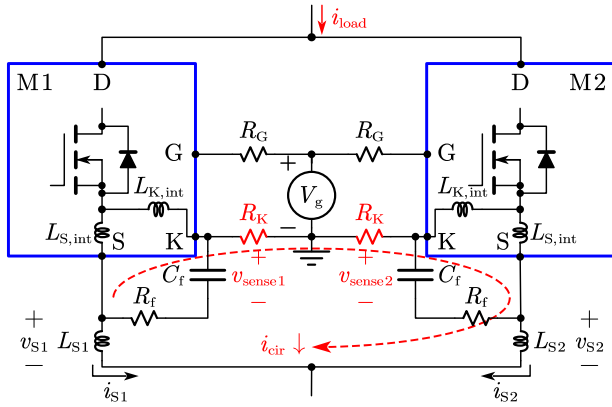 i_load
M1 D D M2
G R_G R_G G
+
V_g
−
L_K,int L_K,int
R_K R_K
L_S,int S K K S L_S,int
+ +
C_f v_sense1 v_sense2 C_f
− −
R_f R_f
+ +
v_S1 L_S1 i_cir ↓ L_S2 v_S2
− −
i_S1 i_S2